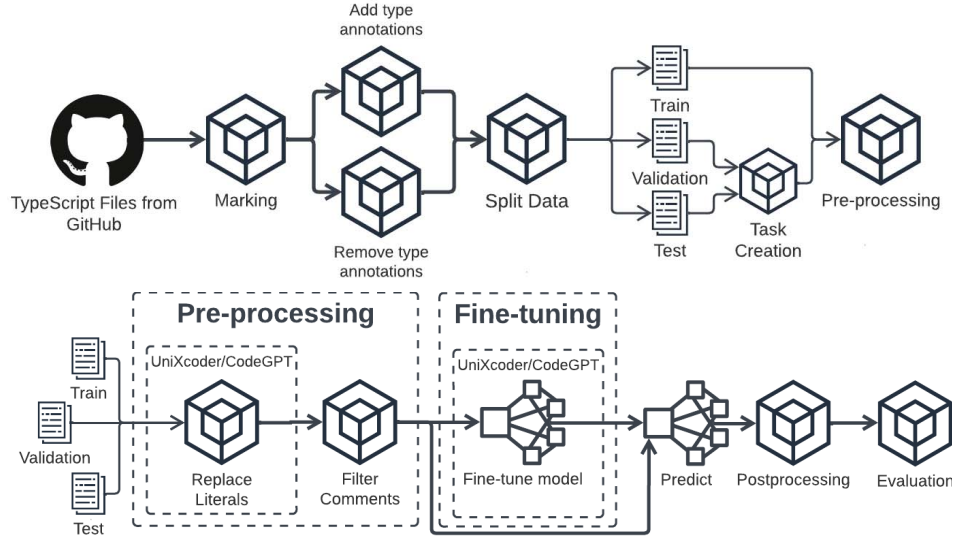 Add type
annotations
TypeScript Files from
GitHub
Marking
Remove type
annotations
Split Data
Train
Validation
Test
Task
Creation
Pre-processing
Pre-processing
Fine-tuning
UniXcoder/CodeGPT
UniXcoder/CodeGPT
Train
Validation
Test
Replace
Literals
Filter
Comments
Fine-tune model
Predict
Postprocessing
Evaluation